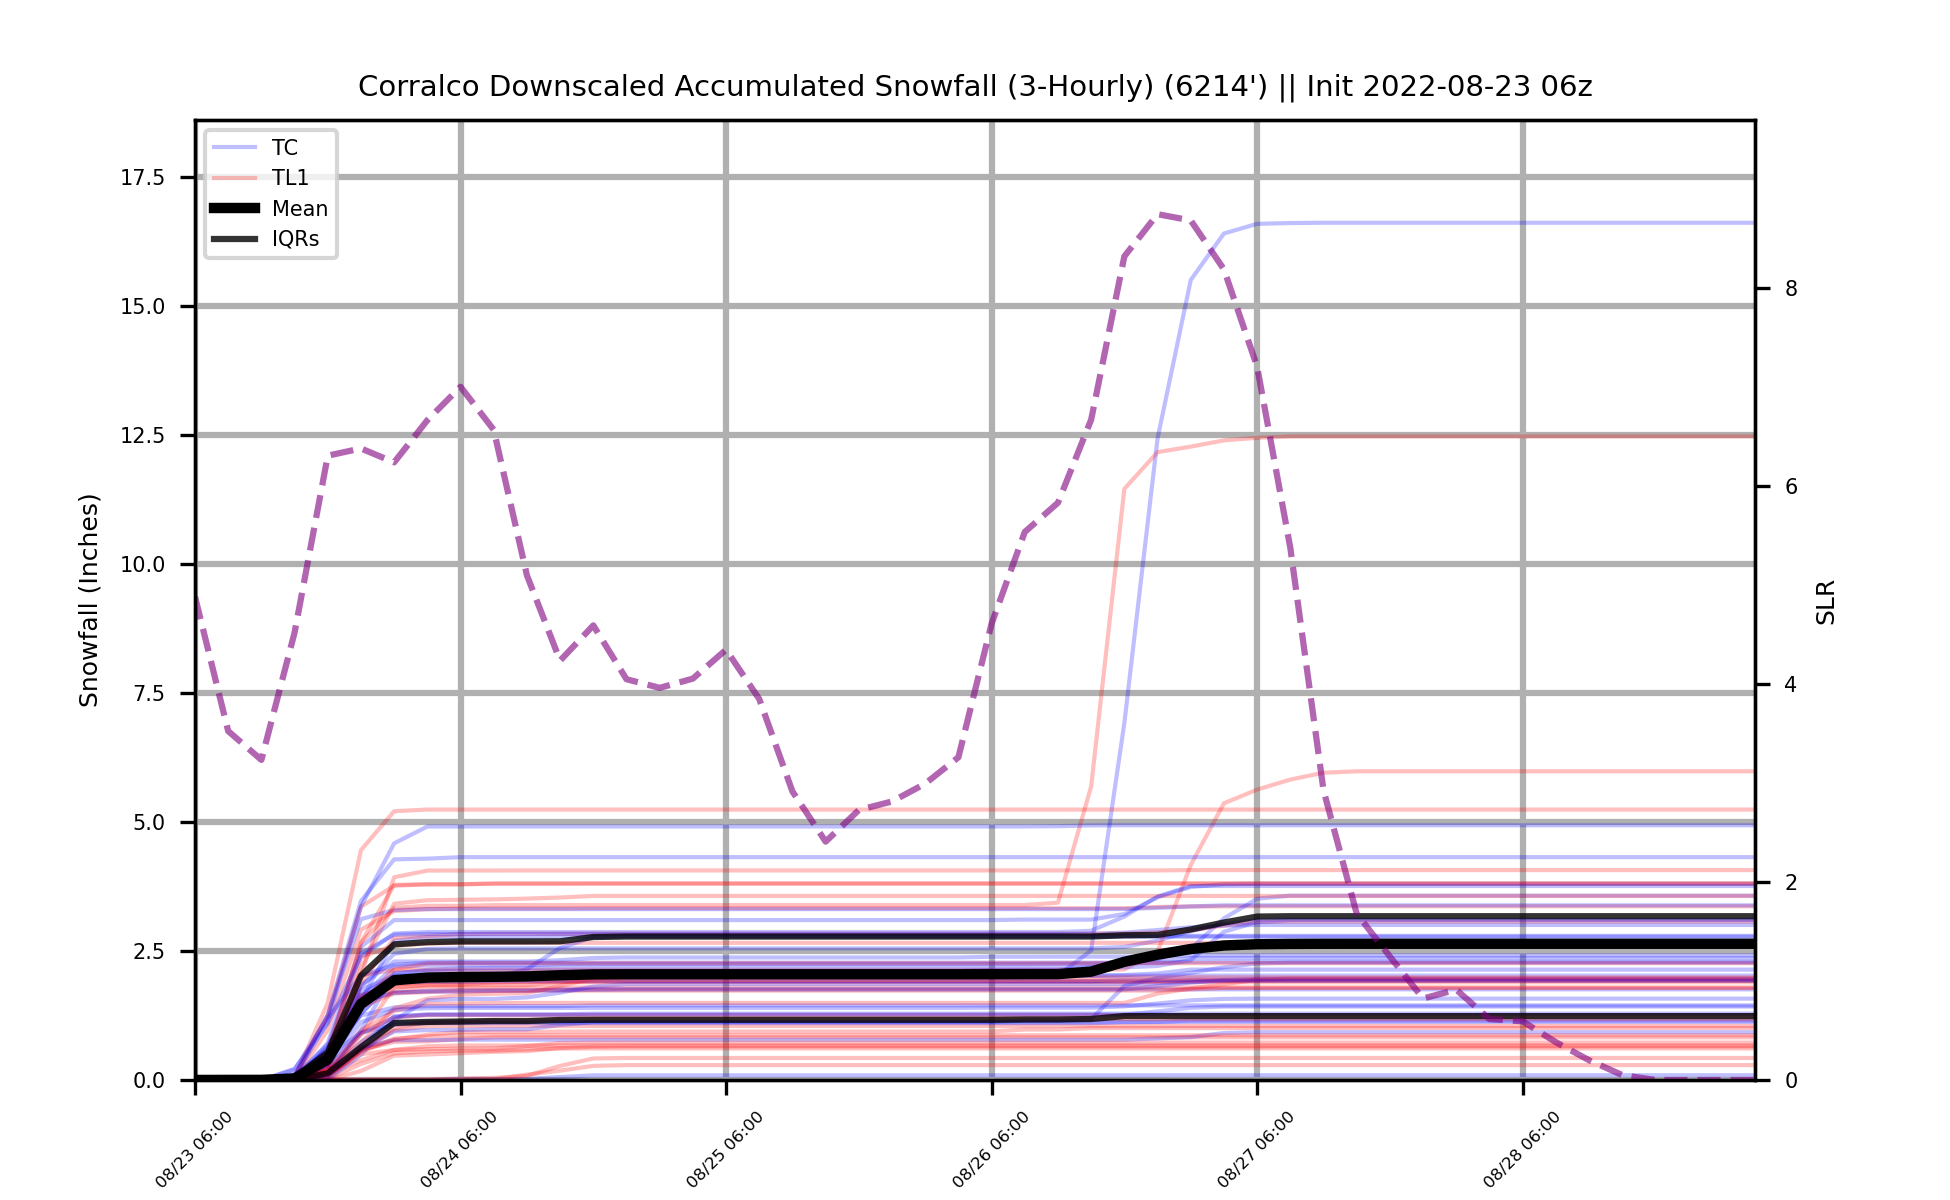 Corralco Downscaled Accumulated Snowfall (3-Hourly) (6214') || Init 2022-08-23 06z
TC
TL1
Mean
IQRs
Snowfall (Inches)
17.5
15.0
12.5
10.0
7.5
5.0
2.5
0.0
8
6
4
2
0
SLR
08/23 06:00
08/24 06:00
08/25 06:00
08/26 06:00
08/27 06:00
08/28 06:00